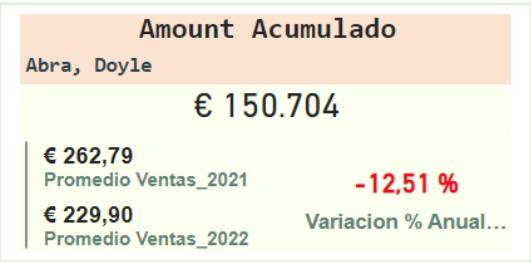 Amount Acumulado
Abra, Doyle
€ 150.704
€ 262,79
Promedio Ventas_2021
€ 229,90
Promedio Ventas_2022
-12,51 %
Variacion % Anual...